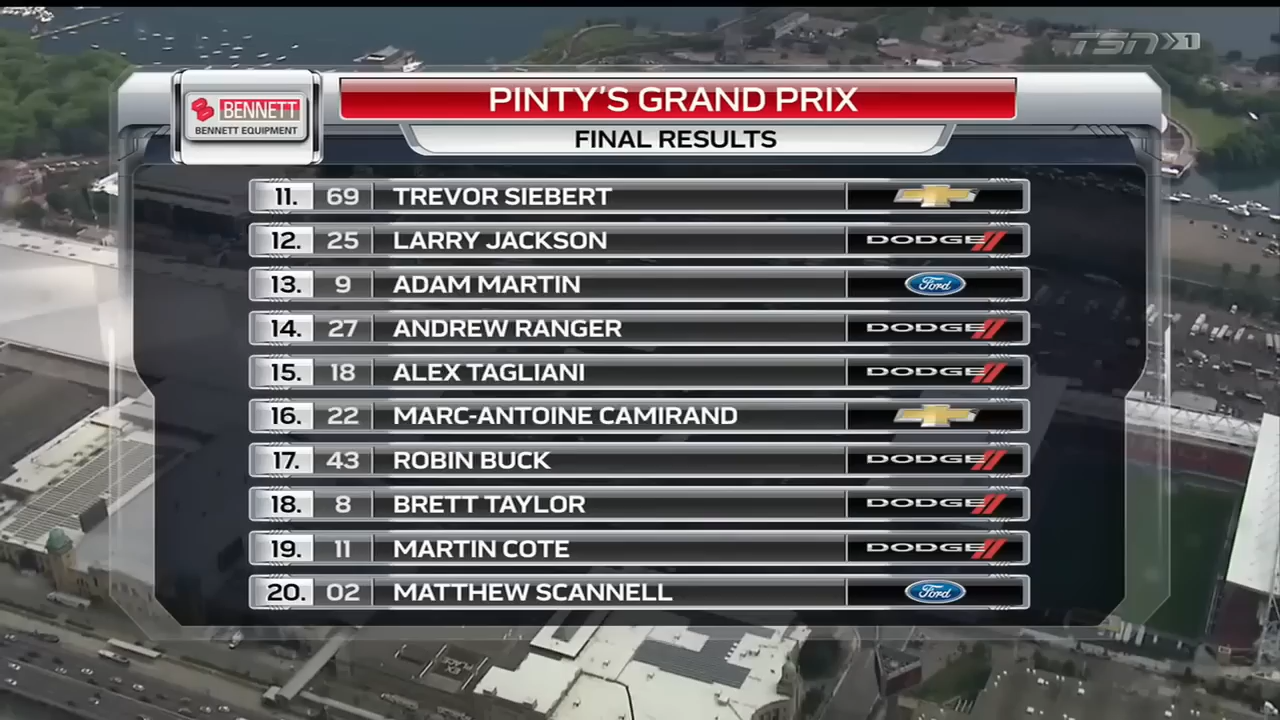 TSN 1
BENNETT
BENNETT EQUIPMENT
PINTY'S GRAND PRIX
FINAL RESULTS
11. 69 TREVOR SIEBERT
12. 25 LARRY JACKSON DODGE
13. 9 ADAM MARTIN Ford
14. 27 ANDREW RANGER DODGE
15. 18 ALEX TAGLIANI DODGE
16. 22 MARC-ANTOINE CAMIRAND
17. 43 ROBIN BUCK DODGE
18. 8 BRETT TAYLOR DODGE
19. 11 MARTIN COTE DODGE
20. 02 MATTHEW SCANNELL Ford